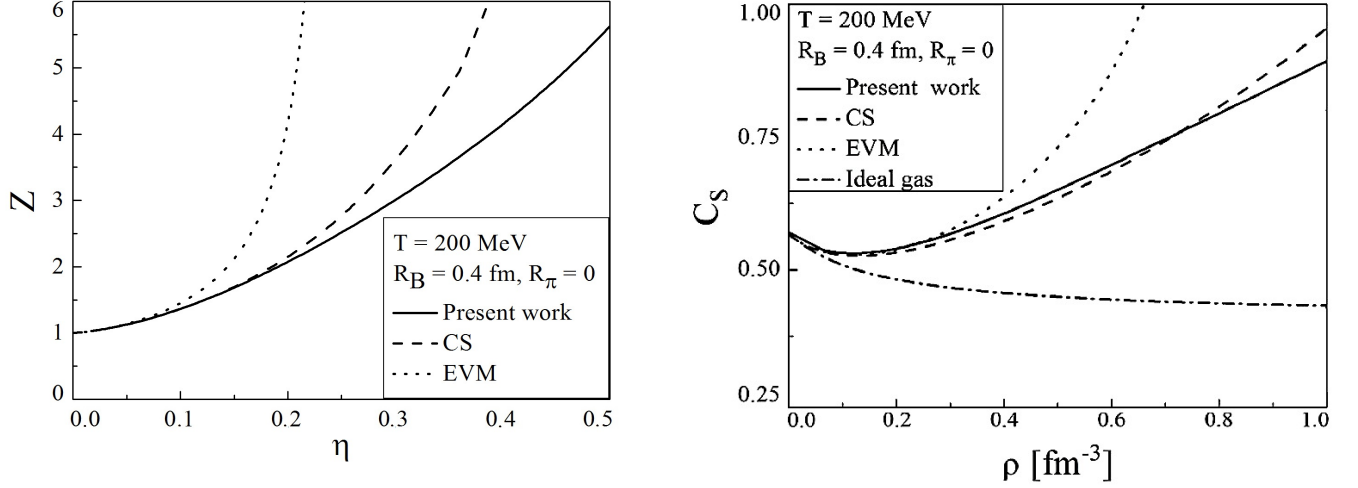 6
5
4
3
2
1
0
Z
T = 200 MeV
R_B = 0.4 fm, R_π = 0
Present work
CS
EVM
0.0 0.1 0.2 0.3 0.4 0.5
η
1.00
0.75
0.50
0.25
C_S
T = 200 MeV
R_B = 0.4 fm, R_π = 0
Present work
CS
EVM
Ideal gas
0.0 0.2 0.4 0.6 0.8 1.0
ρ [fm⁻³]